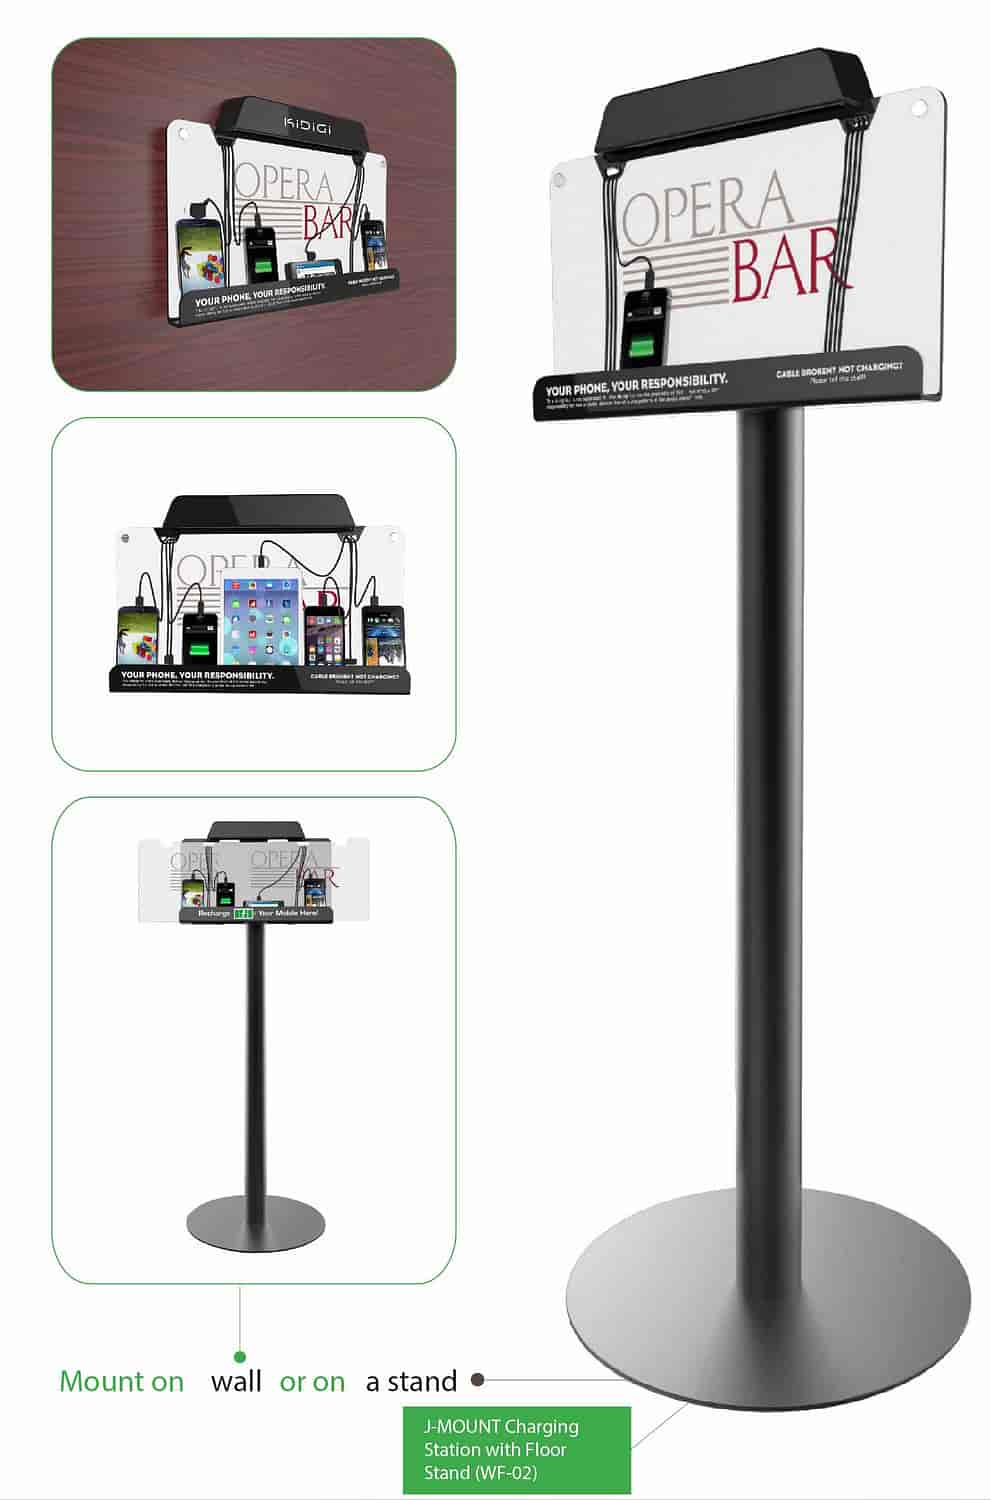 KiDiGi
OPERA
BAR
YOUR PHONE, YOUR RESPONSIBILITY.
OPERA
BAR
YOUR PHONE, YOUR RESPONSIBILITY.
CABLE BROKEN? NOT CHARGING?
Please tell the staff!
OPERA
AR
YOUR PHONE, YOUR RESPONSIBILITY.
CABLE BROKEN? NOT CHARGING?
OPERA
OPERA
BAR
Recharge Your Mobile Here!
Mount on wall or on a stand
J-MOUNT Charging
Station with Floor
Stand (WF-02)